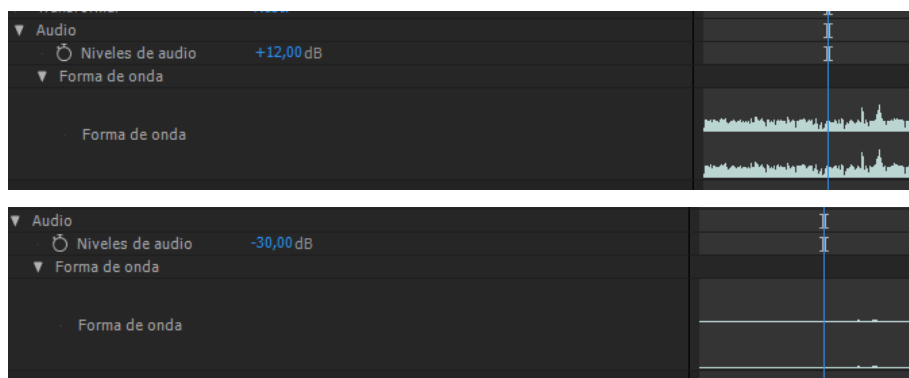 Audio
Niveles de audio +12,00 dB
Forma de onda
Forma de onda
Audio
Niveles de audio -30,00 dB
Forma de onda
Forma de onda